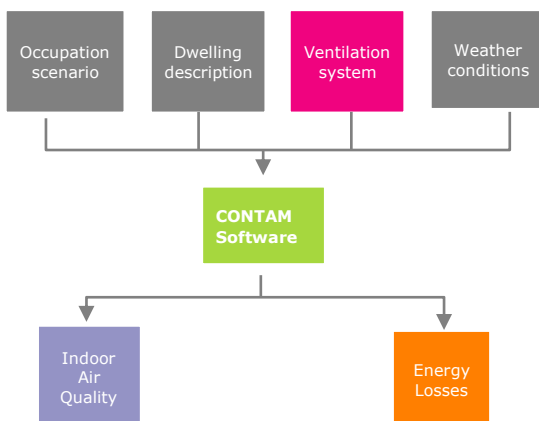 Occupation
scenario
Dwelling
description
Ventilation
system
Weather
conditions
CONTAM
Software
Indoor
Air
Quality
Energy
Losses